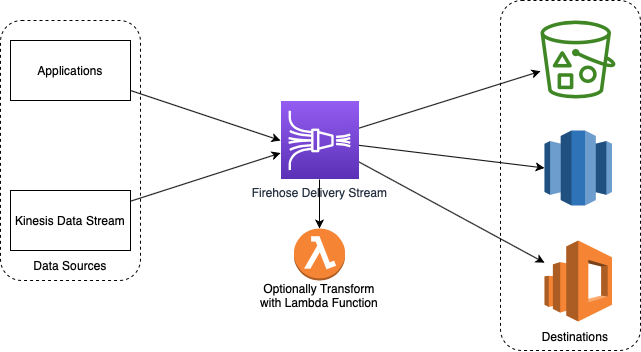 Applications
Kinesis Data Stream
Data Sources
Firehose Delivery Stream
Optionally Transform
with Lambda Function
Destinations